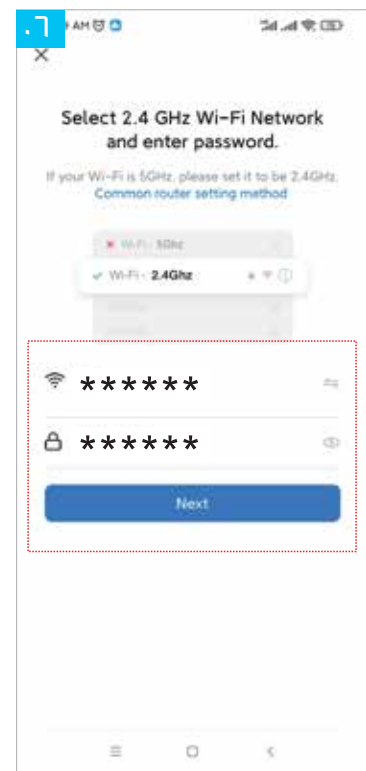 .٦
AM
Select 2.4 GHz Wi-Fi Network
and enter password.
If your Wi-Fi is 5GHz, please set it to be 2.4GHz.
Common router setting method
Wi-Fi - 5Ghz
Wi-Fi - 2.4Ghz
******
******
Next